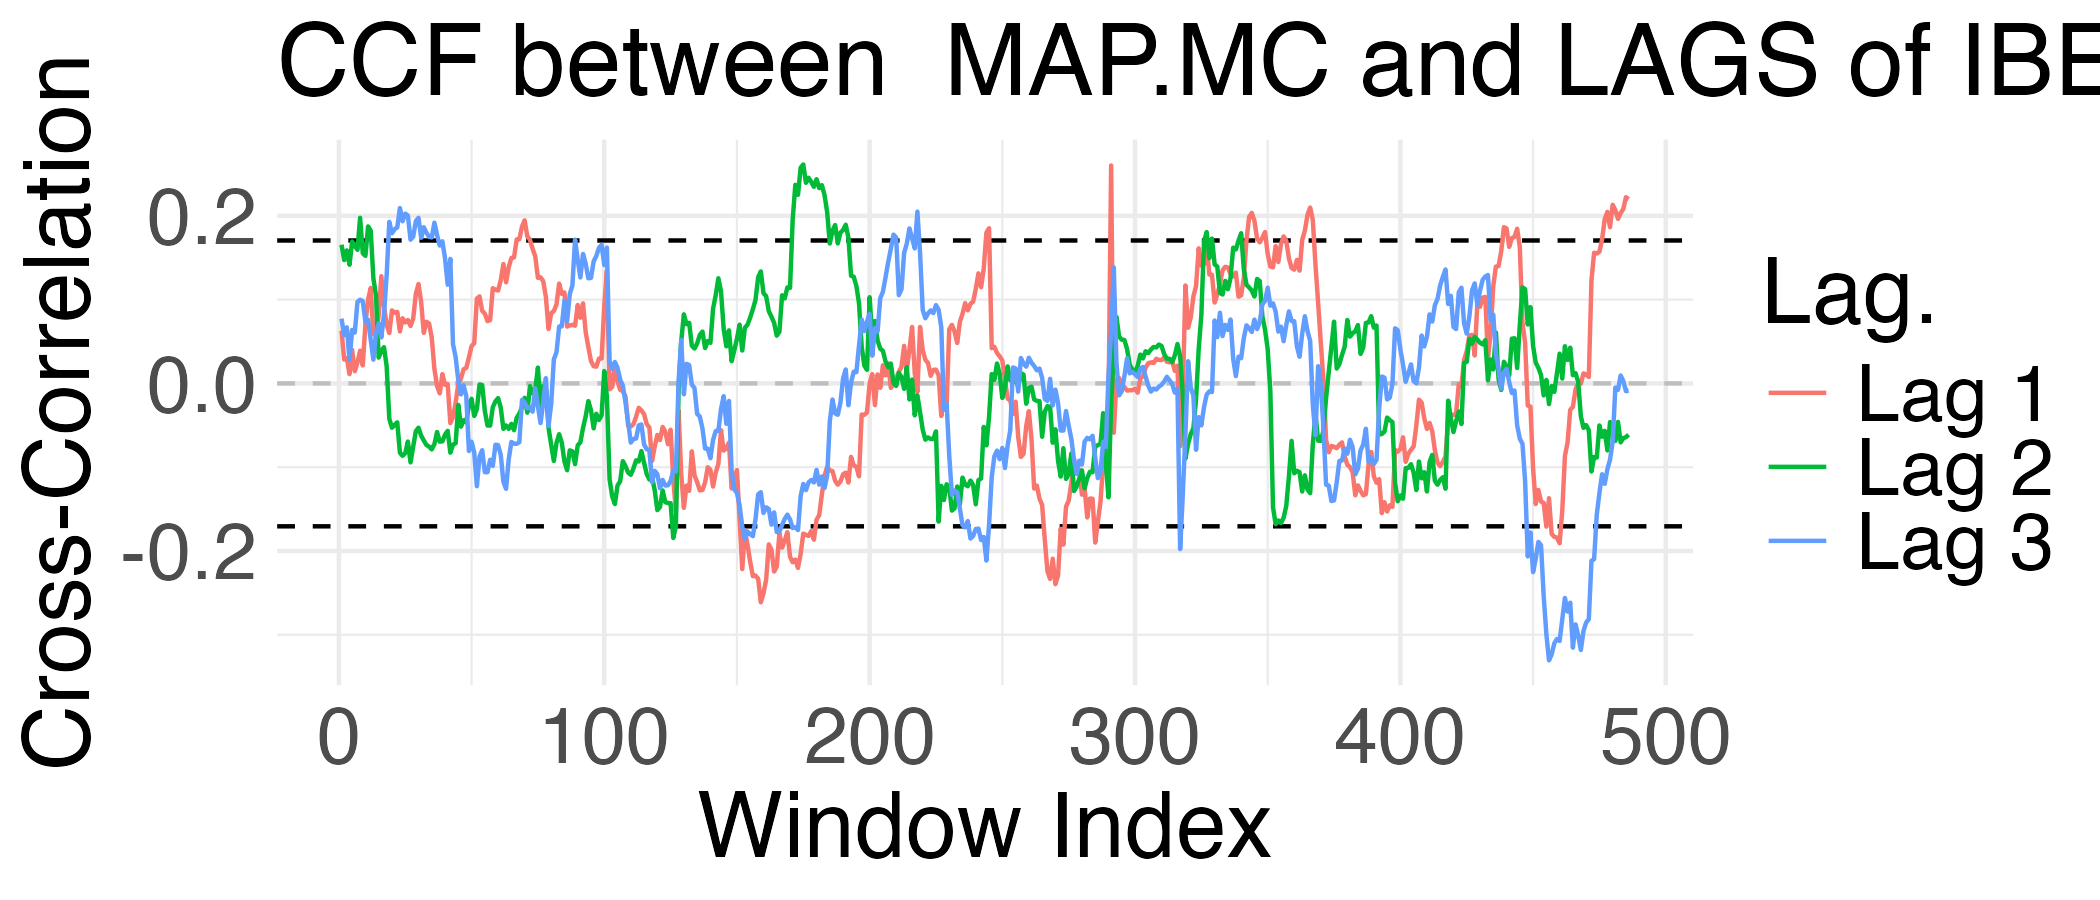 CCF between  MAP.MC and LAGS of IBE
Cross-Correlation
0.2
0.0
-0.2
0 100 200 300 400 500
Window Index
Lag.
Lag 1
Lag 2
Lag 3